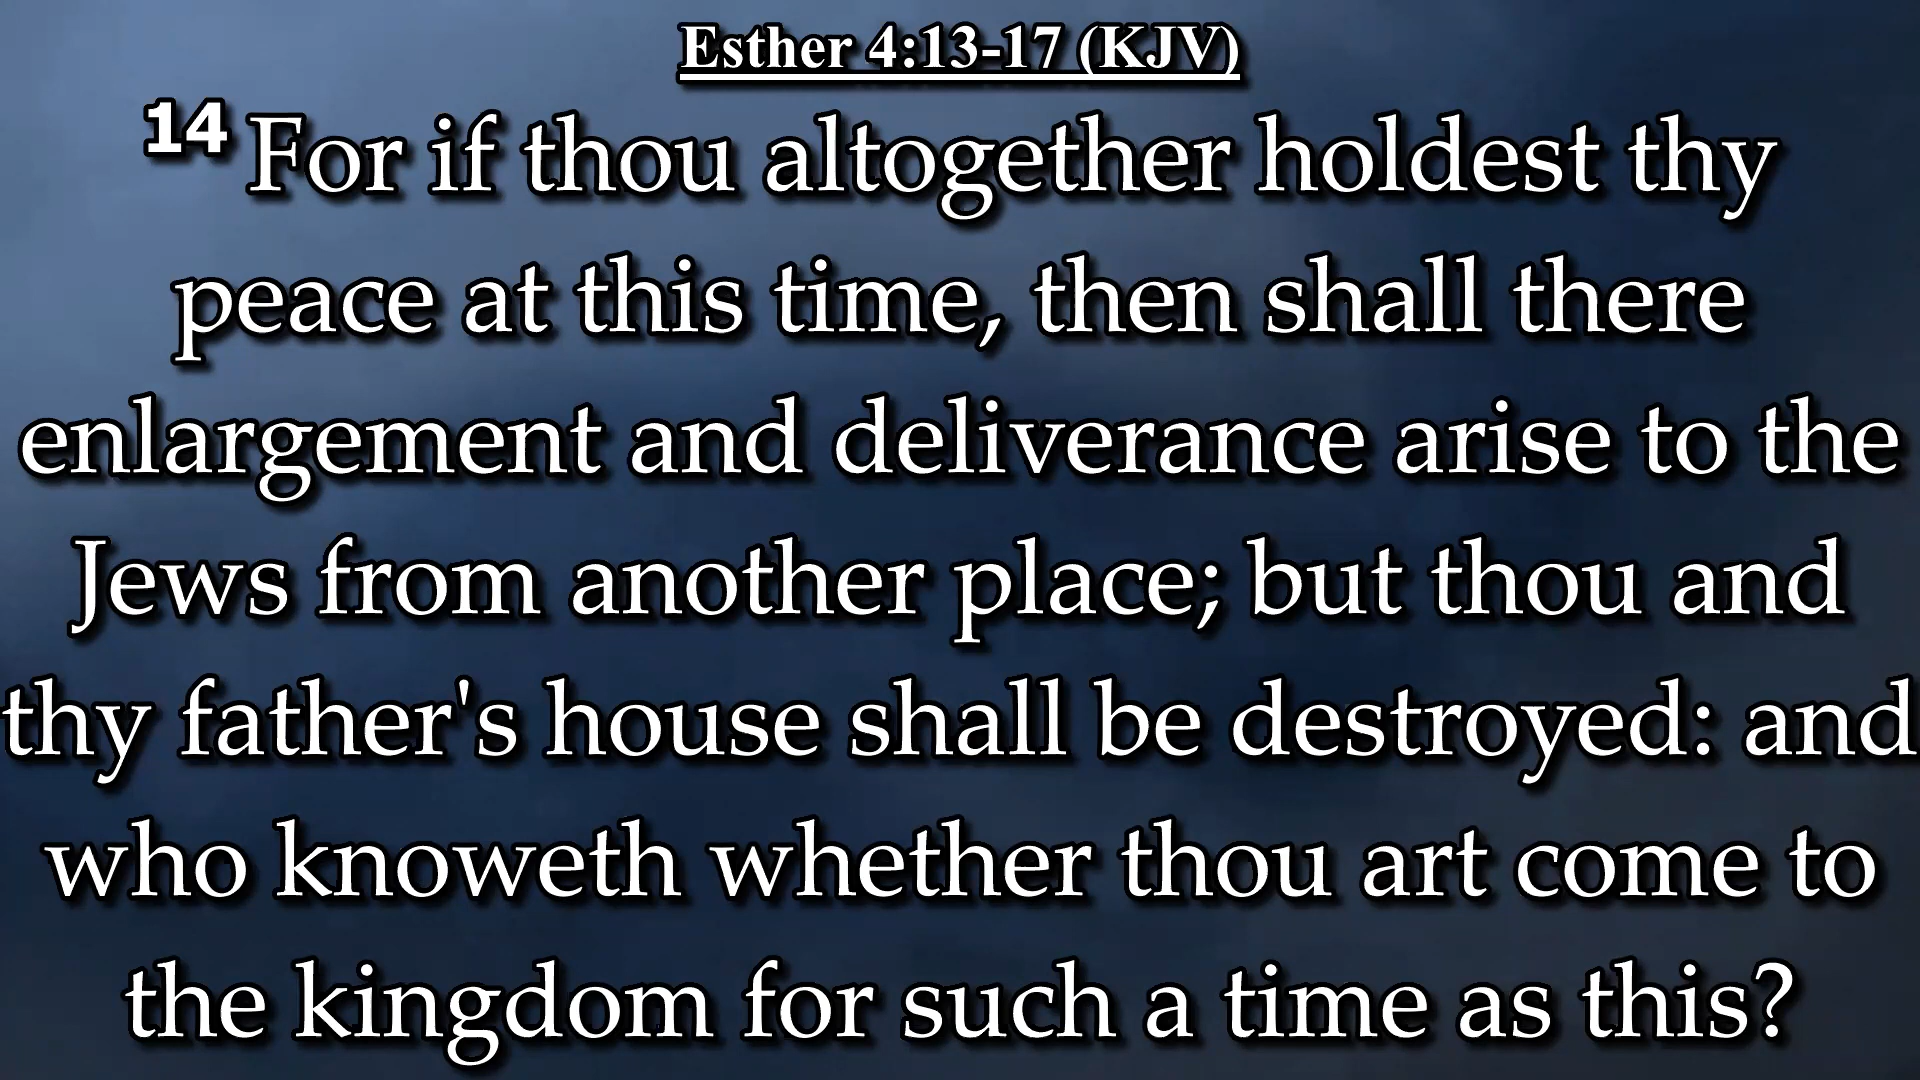 Esther 4:13-17 (KJV)
14 For if thou altogether holdest thy
peace at this time, then shall there
enlargement and deliverance arise to the
Jews from another place; but thou and
thy father's house shall be destroyed: and
who knoweth whether thou art come to
the kingdom for such a time as this?